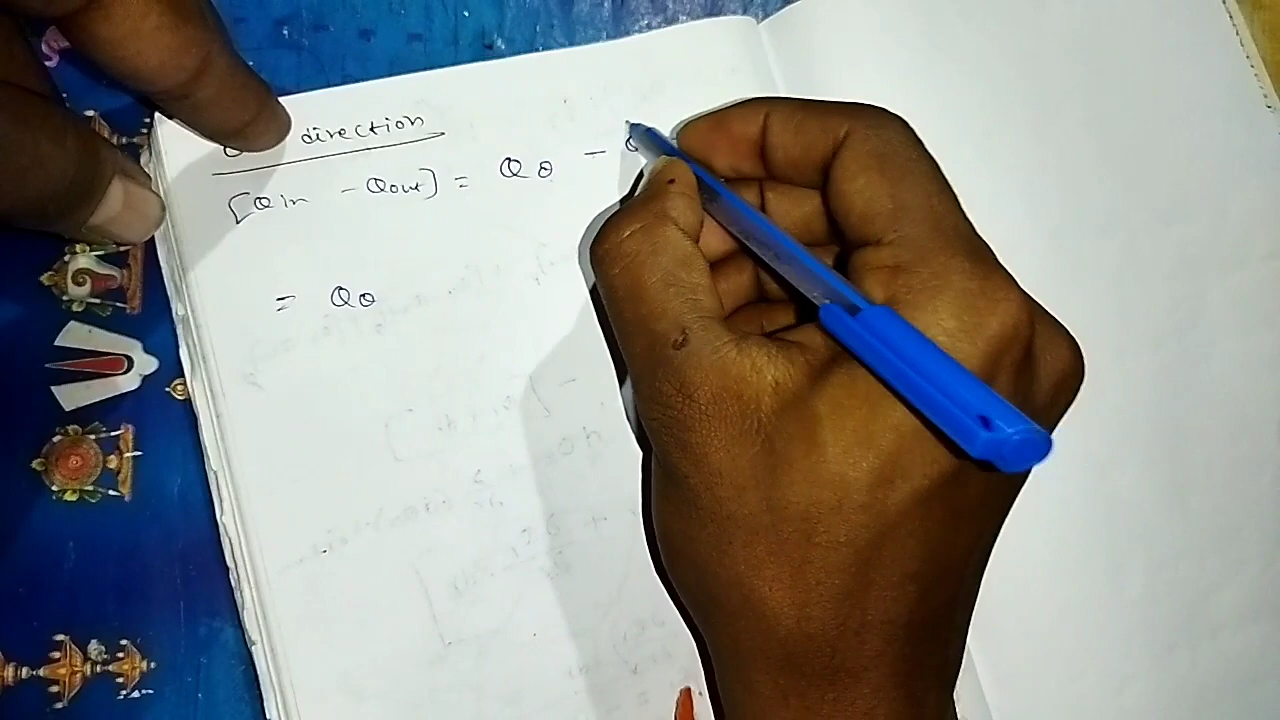 direction
[Qin - Qout] = Qθ -
= Qθ